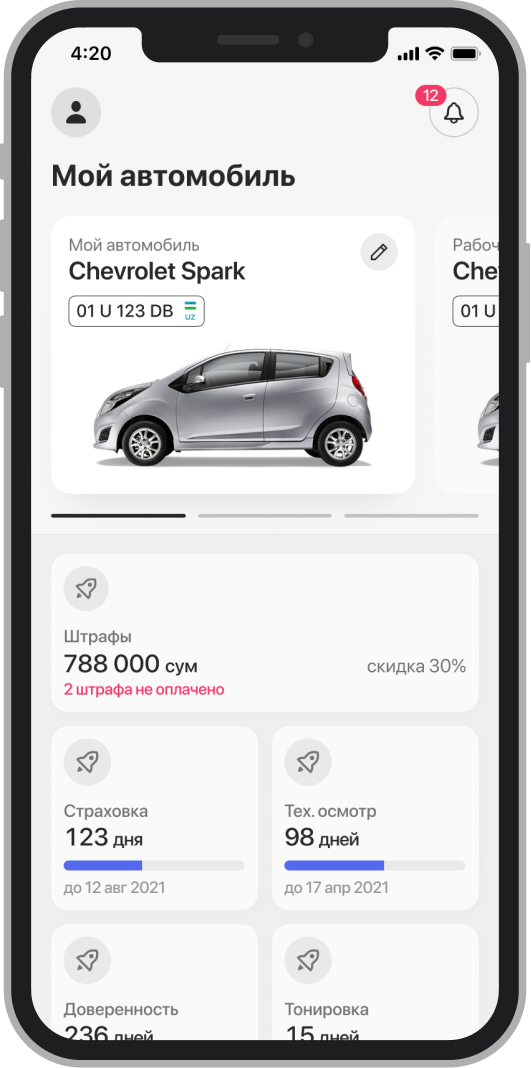 4:20
12
Мой автомобиль
Мой автомобиль
Chevrolet Spark
01 U 123 DB UZ
Рабоч
Che
01 U
Штрафы
788 000 сум
скидка 30%
2 штрафа не оплачено
Страховка
123 дня
до 12 авг 2021
Тех. осмотр
98 дней
до 17 апр 2021
Доверенность
236 дней
Тонировка
15 дней